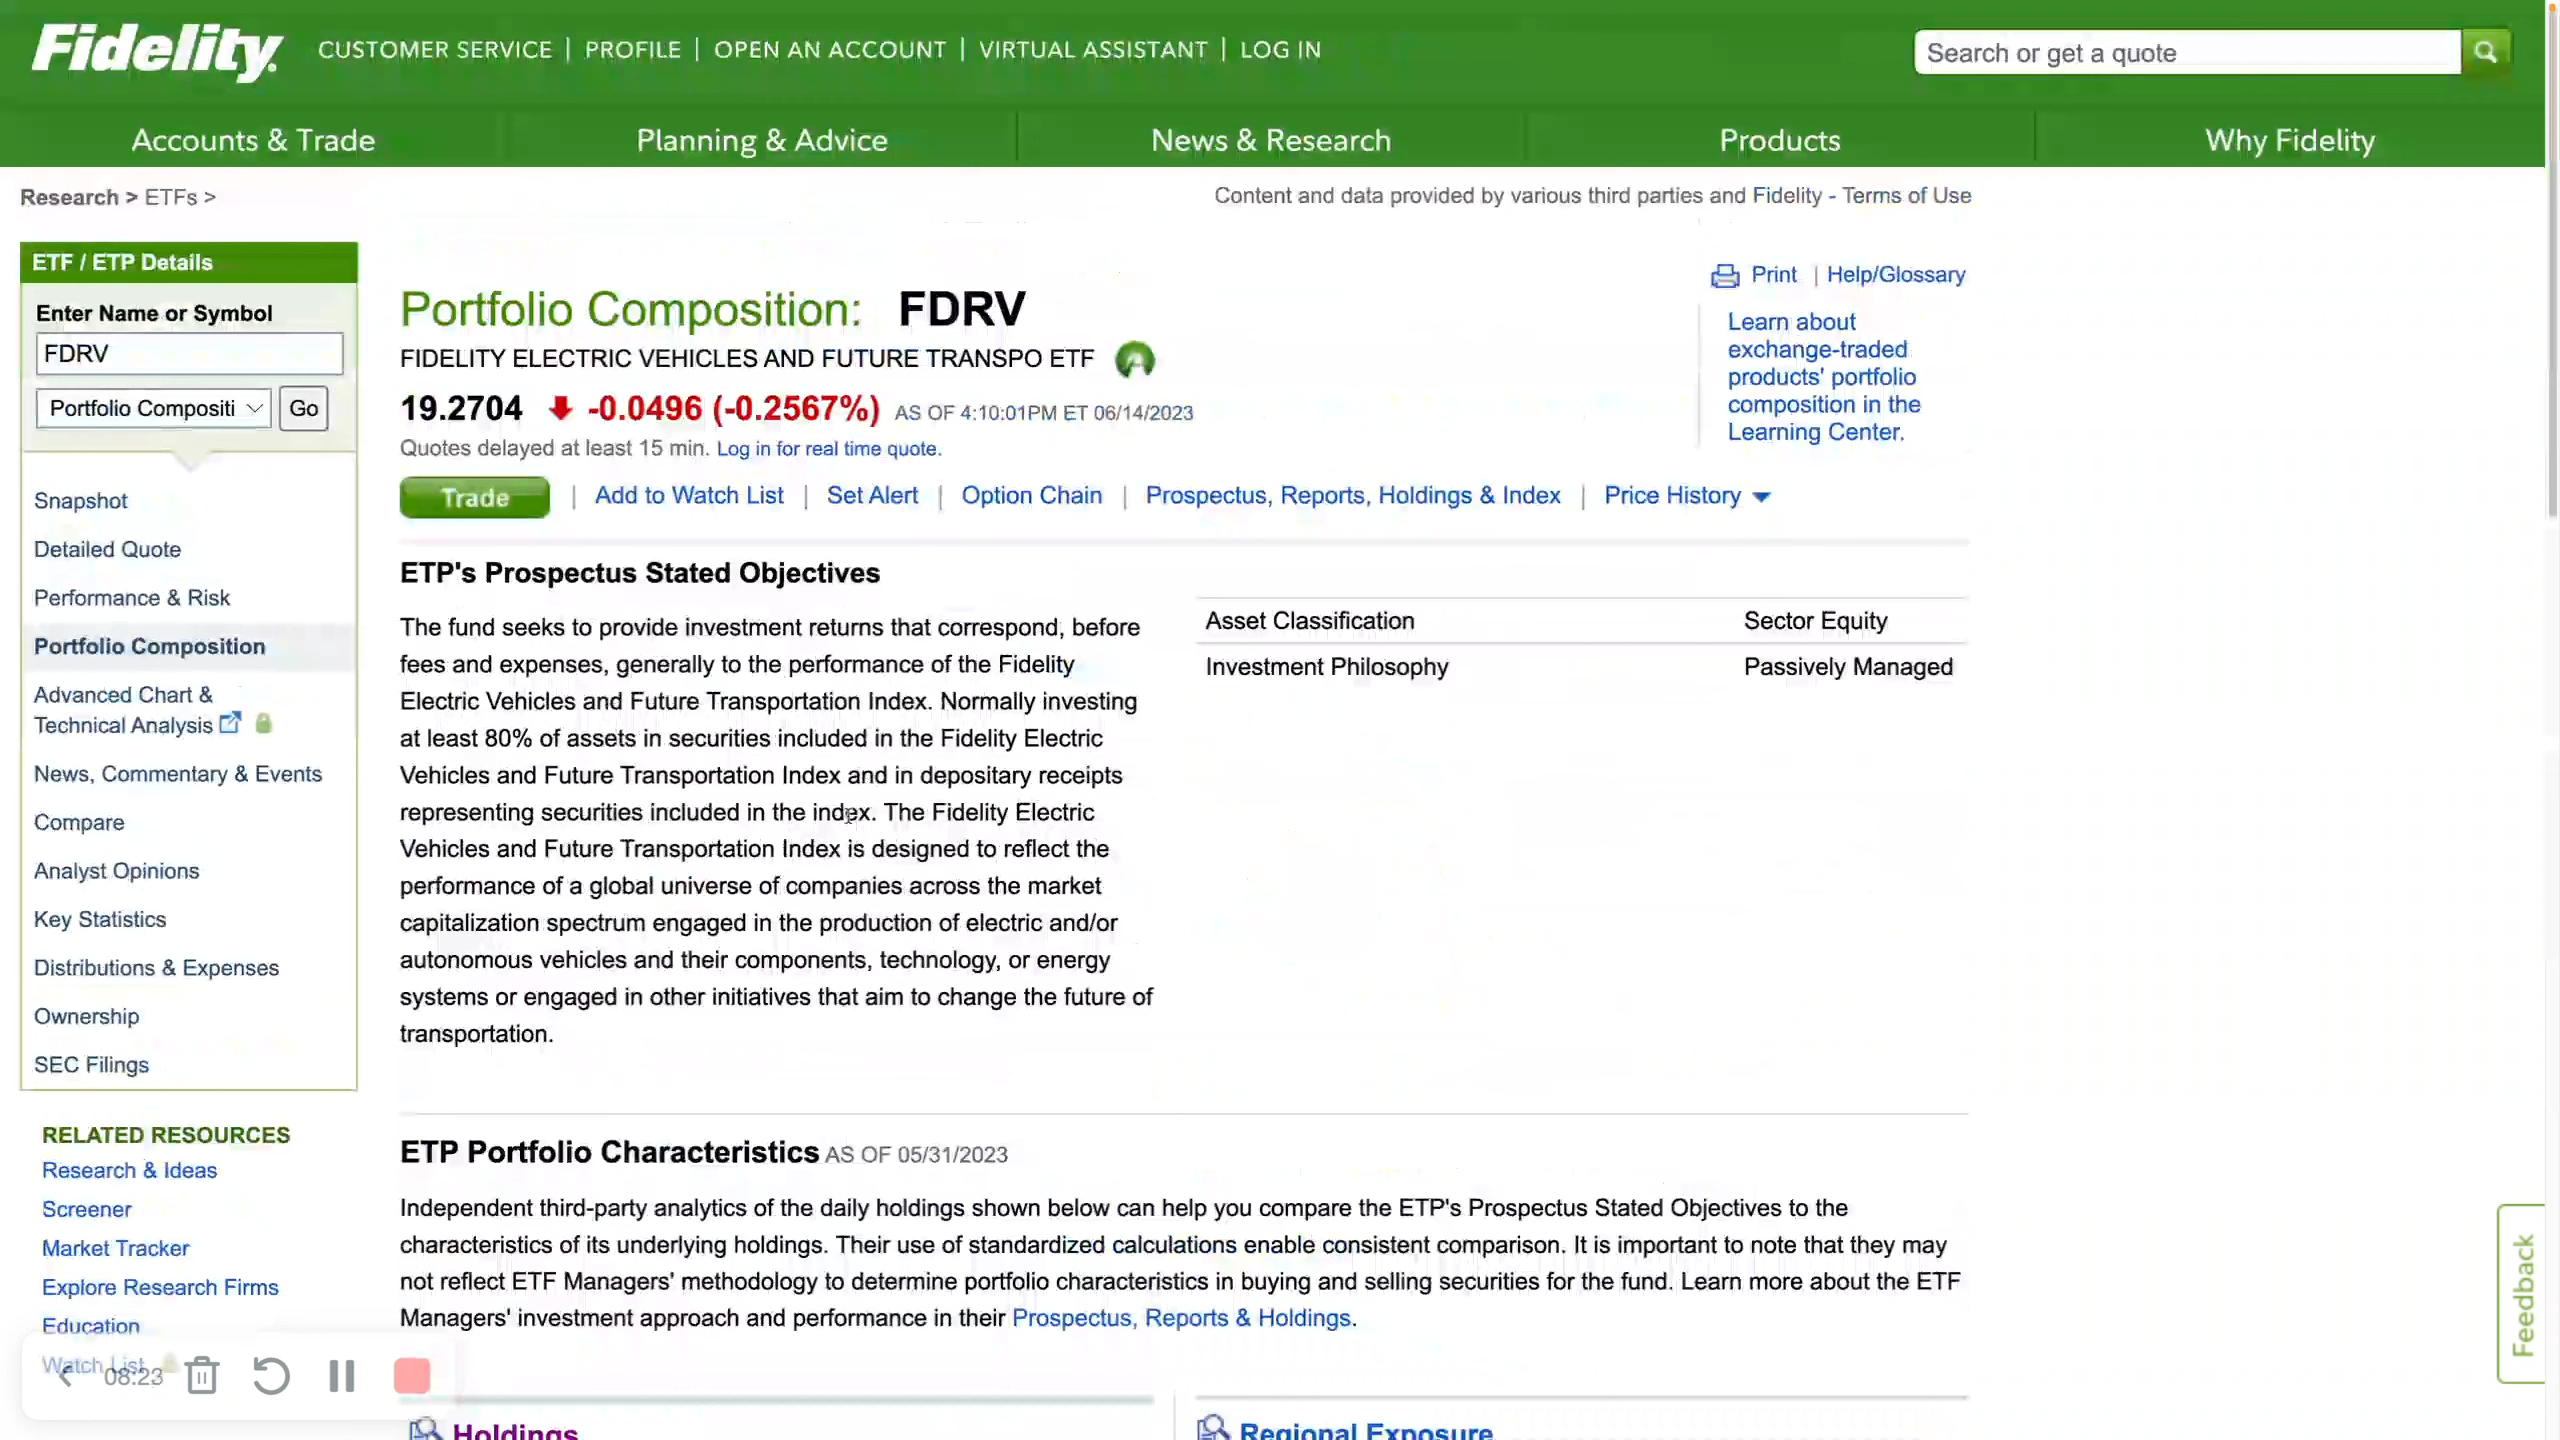 Fidelity
CUSTOMER SERVICE | PROFILE | OPEN AN ACCOUNT | VIRTUAL ASSISTANT | LOG IN
Search or get a quote
Accounts & Trade
Planning & Advice
News & Research
Products
Why Fidelity
Research > ETFs >
Content and data provided by various third parties and Fidelity - Terms of Use
ETF / ETP Details
Enter Name or Symbol
FDRV
Portfolio Compositi
Go
Snapshot
Detailed Quote
Performance & Risk
Portfolio Composition
Advanced Chart &
Technical Analysis
News, Commentary & Events
Compare
Analyst Opinions
Key Statistics
Distributions & Expenses
Ownership
SEC Filings
RELATED RESOURCES
Research & Ideas
Screener
Market Tracker
Explore Research Firms
Education
Watch List
08:23
Portfolio Composition: FDRV
FIDELITY ELECTRIC VEHICLES AND FUTURE TRANSPO ETF
19.2704 -0.0496 (-0.2567%) AS OF 4:10:01PM ET 06/14/2023
Quotes delayed at least 15 min. Log in for real time quote.
Print | Help/Glossary
Learn about
exchange-traded
products' portfolio
composition in the
Learning Center.
Trade | Add to Watch List | Set Alert | Option Chain | Prospectus, Reports, Holdings & Index | Price History
ETP's Prospectus Stated Objectives
The fund seeks to provide investment returns that correspond, before
fees and expenses, generally to the performance of the Fidelity
Electric Vehicles and Future Transportation Index. Normally investing
at least 80% of assets in securities included in the Fidelity Electric
Vehicles and Future Transportation Index and in depositary receipts
representing securities included in the index. The Fidelity Electric
Vehicles and Future Transportation Index is designed to reflect the
performance of a global universe of companies across the market
capitalization spectrum engaged in the production of electric and/or
autonomous vehicles and their components, technology, or energy
systems or engaged in other initiatives that aim to change the future of
transportation.
Asset Classification Sector Equity
Investment Philosophy Passively Managed
ETP Portfolio Characteristics AS OF 05/31/2023
Independent third-party analytics of the daily holdings shown below can help you compare the ETP's Prospectus Stated Objectives to the
characteristics of its underlying holdings. Their use of standardized calculations enable consistent comparison. It is important to note that they may
not reflect ETF Managers' methodology to determine portfolio characteristics in buying and selling securities for the fund. Learn more about the ETF
Managers' investment approach and performance in their Prospectus, Reports & Holdings.
Holdings
Regional Exposure
Feedback